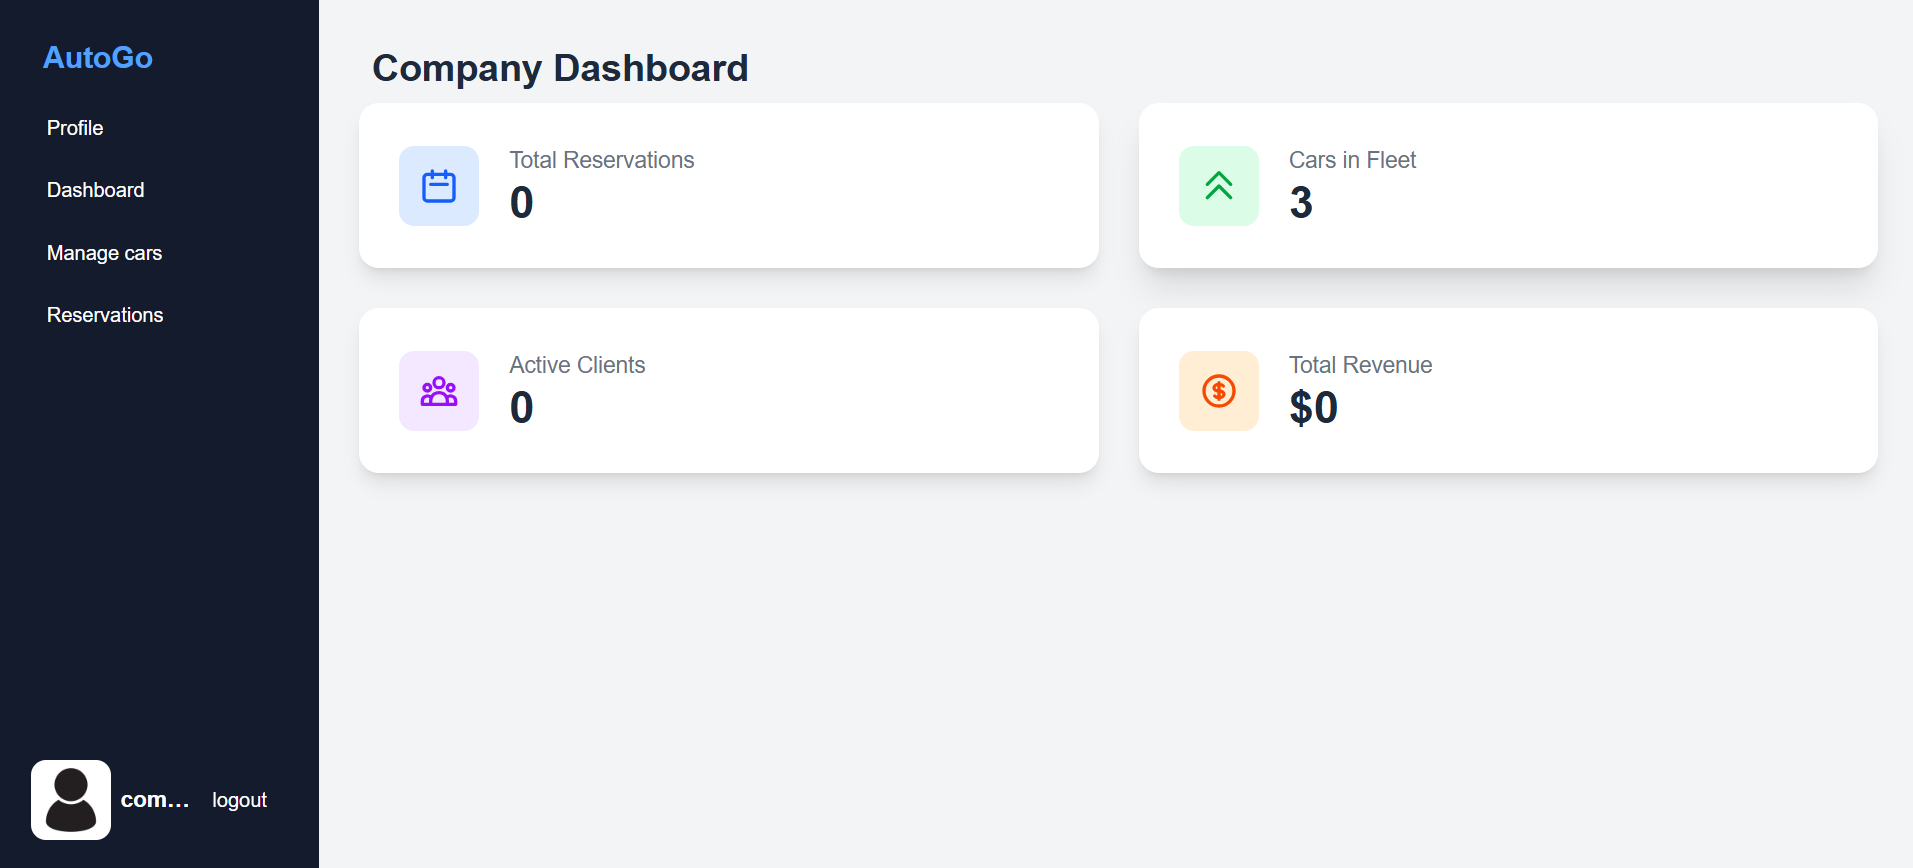 AutoGo
Profile
Dashboard
Manage cars
Reservations
com...
logout
Company Dashboard
Total Reservations
0
Cars in Fleet
3
Active Clients
0
Total Revenue
$0